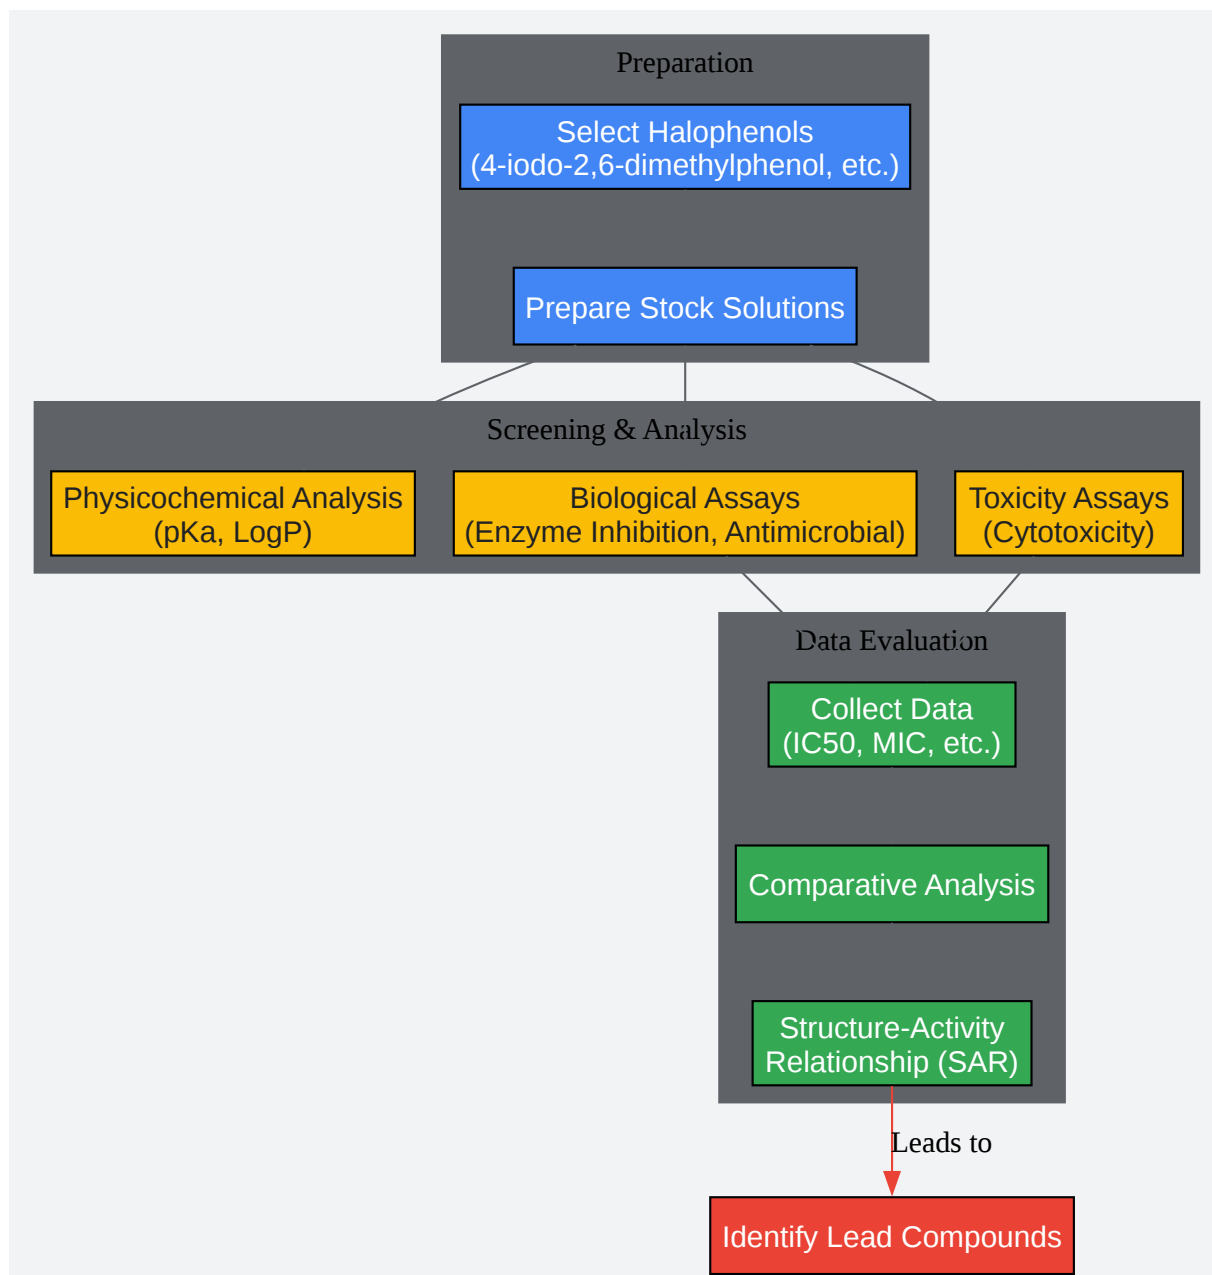 Preparation
Select Halophenols
(4-iodo-2,6-dimethylphenol, etc.)
Prepare Stock Solutions
Screening & Analysis
Physicochemical Analysis
(pKa, LogP)
Biological Assays
(Enzyme Inhibition, Antimicrobial)
Toxicity Assays
(Cytotoxicity)
Data Evaluation
Collect Data
(IC50, MIC, etc.)
Comparative Analysis
Structure-Activity
Relationship (SAR)
Leads to
Identify Lead Compounds